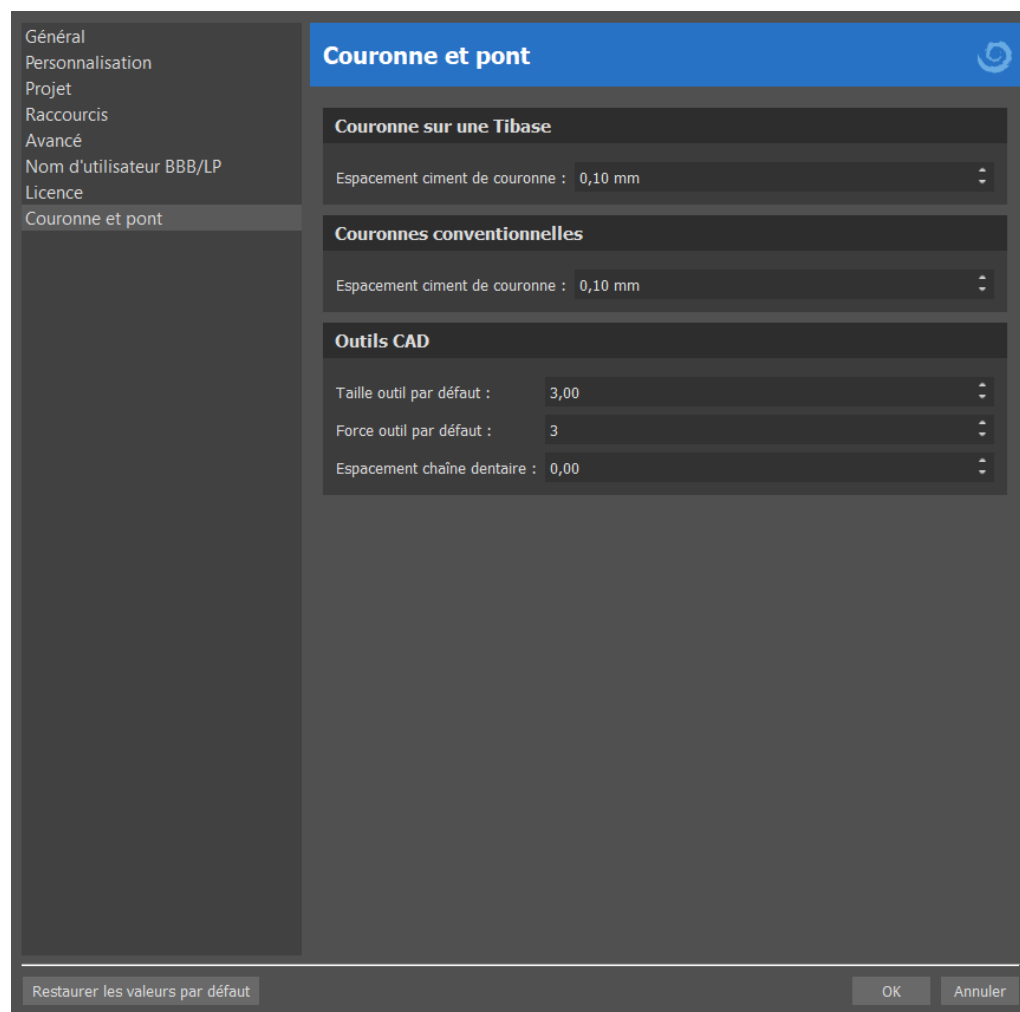 Général
Personnalisation
Projet
Raccourcis
Avancé
Nom d'utilisateur BBB/LP
Licence
Couronne et pont
Couronne et pont
Couronne sur une Tibase
Espacement ciment de couronne : 0,10 mm
Couronnes conventionnelles
Espacement ciment de couronne : 0,10 mm
Outils CAD
Taille outil par défaut : 3,00
Force outil par défaut : 3
Espacement chaîne dentaire : 0,00
Restaurer les valeurs par défaut OK Annuler